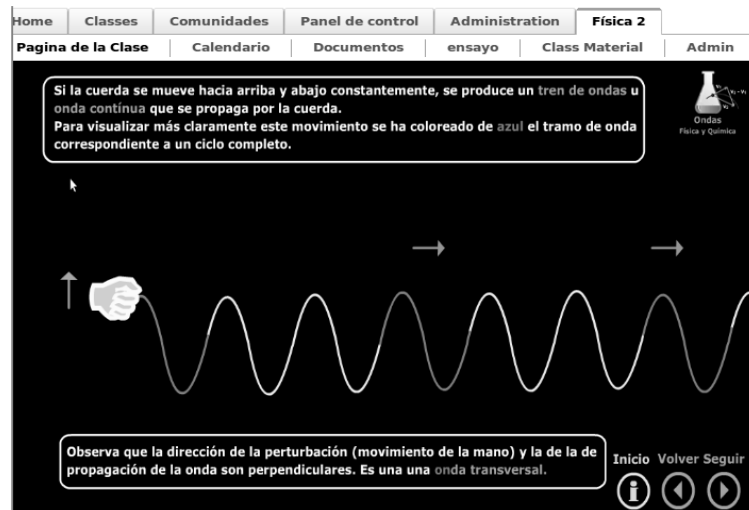 Home Classes Comunidades Panel de control Administration Física 2
Pagina de la Clase Calendario Documentos ensayo Class Material Admin
Si la cuerda se mueve hacia arriba y abajo constantemente, se produce un tren de ondas u
onda contínua que se propaga por la cuerda.
Para visualizar más claramente este movimiento se ha coloreado de azul el tramo de onda
correspondiente a un ciclo completo.
Ondas
Física y Química
Observa que la dirección de la perturbación (movimiento de la mano) y la de la de
propagación de la onda son perpendiculares. Es una una onda transversal.
Inicio Volver Seguir